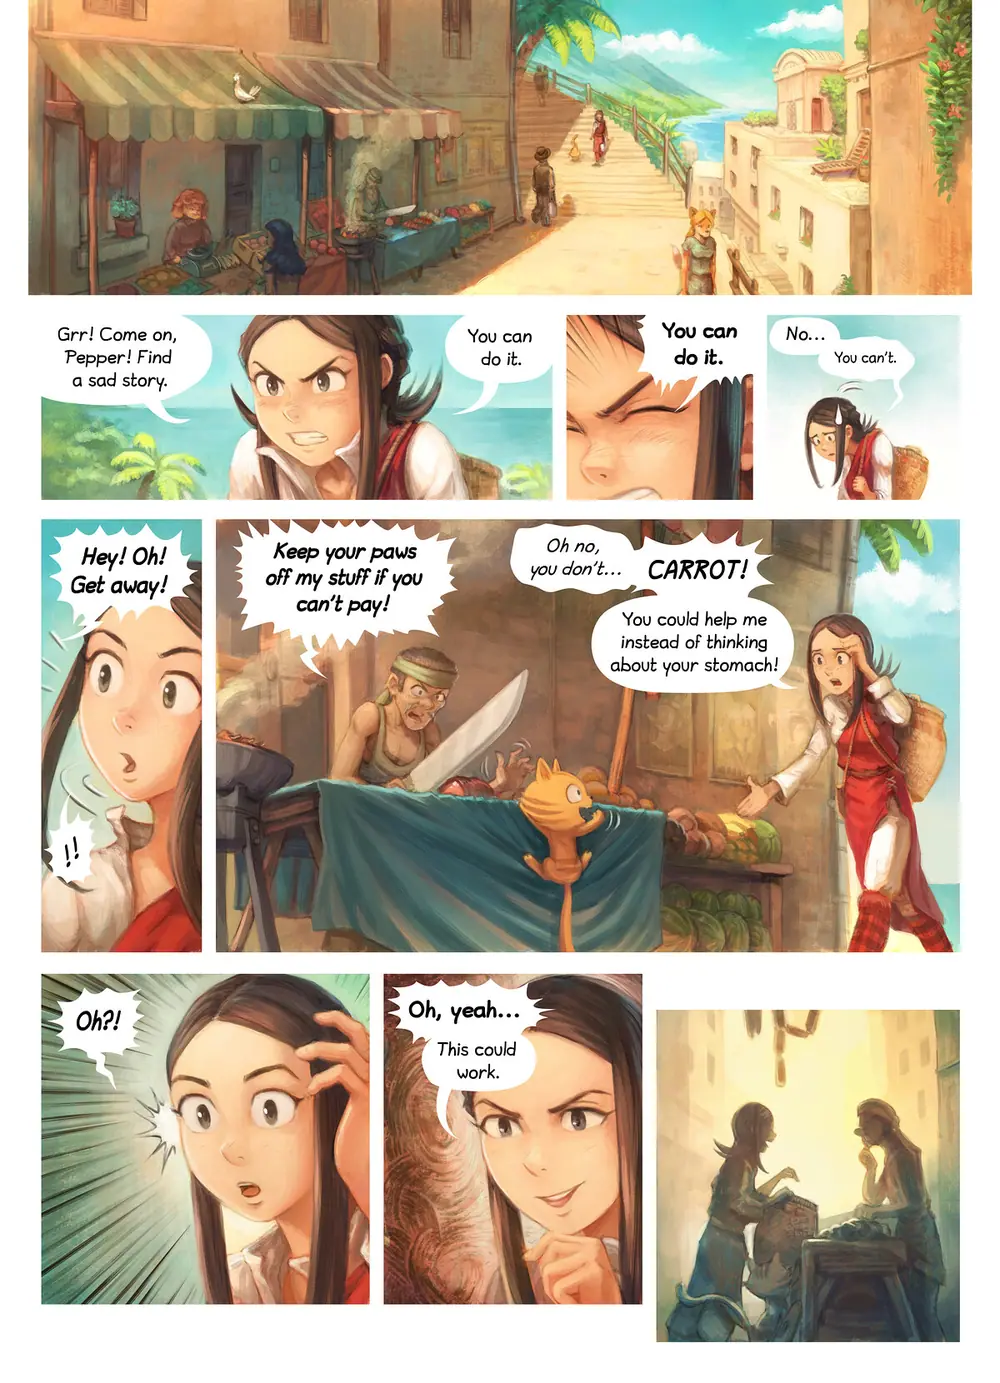 Grr! Come on,
Pepper! Find
a sad story.
You can
do it.
You can
do it.
No...
You can't.
Hey! Oh!
Get away!
!!
Keep your paws
off my stuff if you
can't pay!
Oh no,
you don't...
CARROT!
You could help me
instead of thinking
about your stomach!
Oh?!
Oh, yeah...
This could
work.